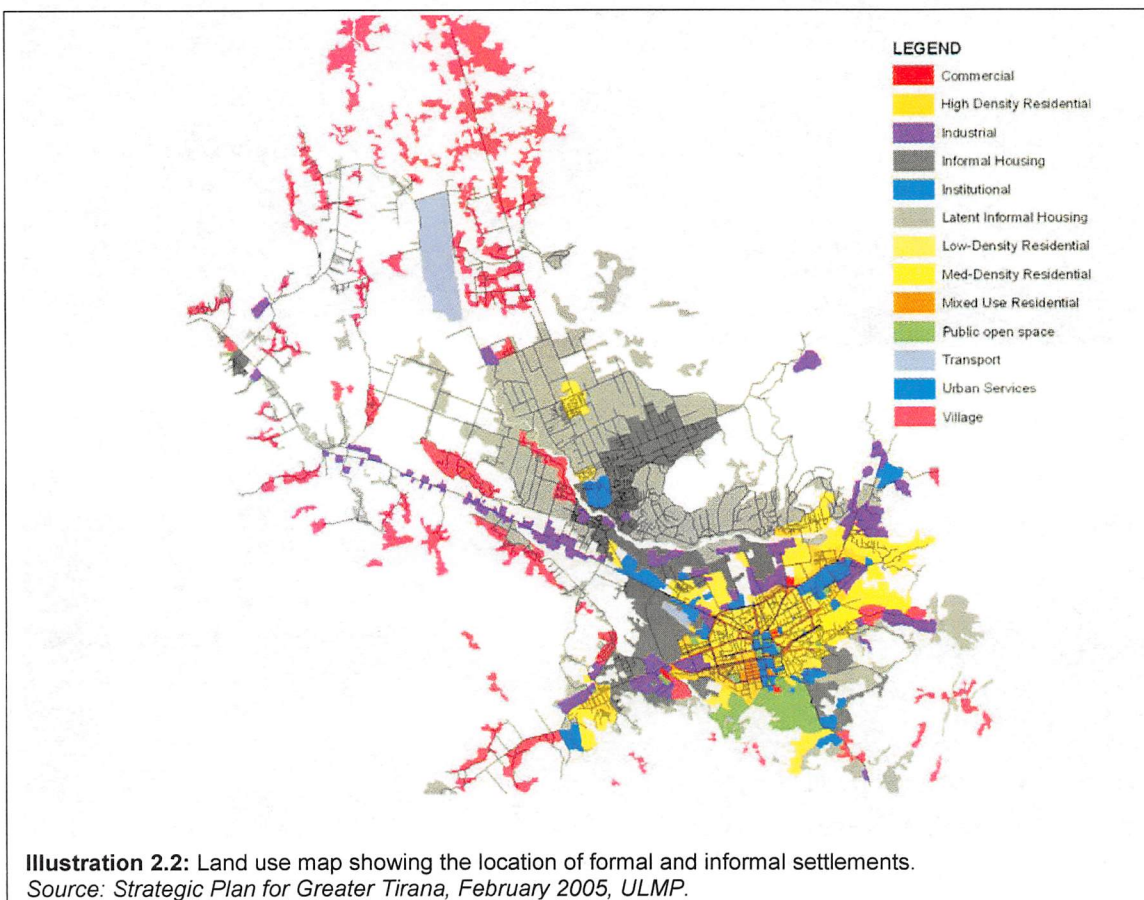 LEGEND
Commercial
High Density Residential
Industrial
Informal Housing
Institutional
Latent Informal Housing
Low-Density Residential
Med-Density Residential
Mixed Use Residential
Public open space
Transport
Urban Services
Village
Illustration 2.2: Land use map showing the location of formal and informal settlements.
Source: Strategic Plan for Greater Tirana, February 2005, ULMP.